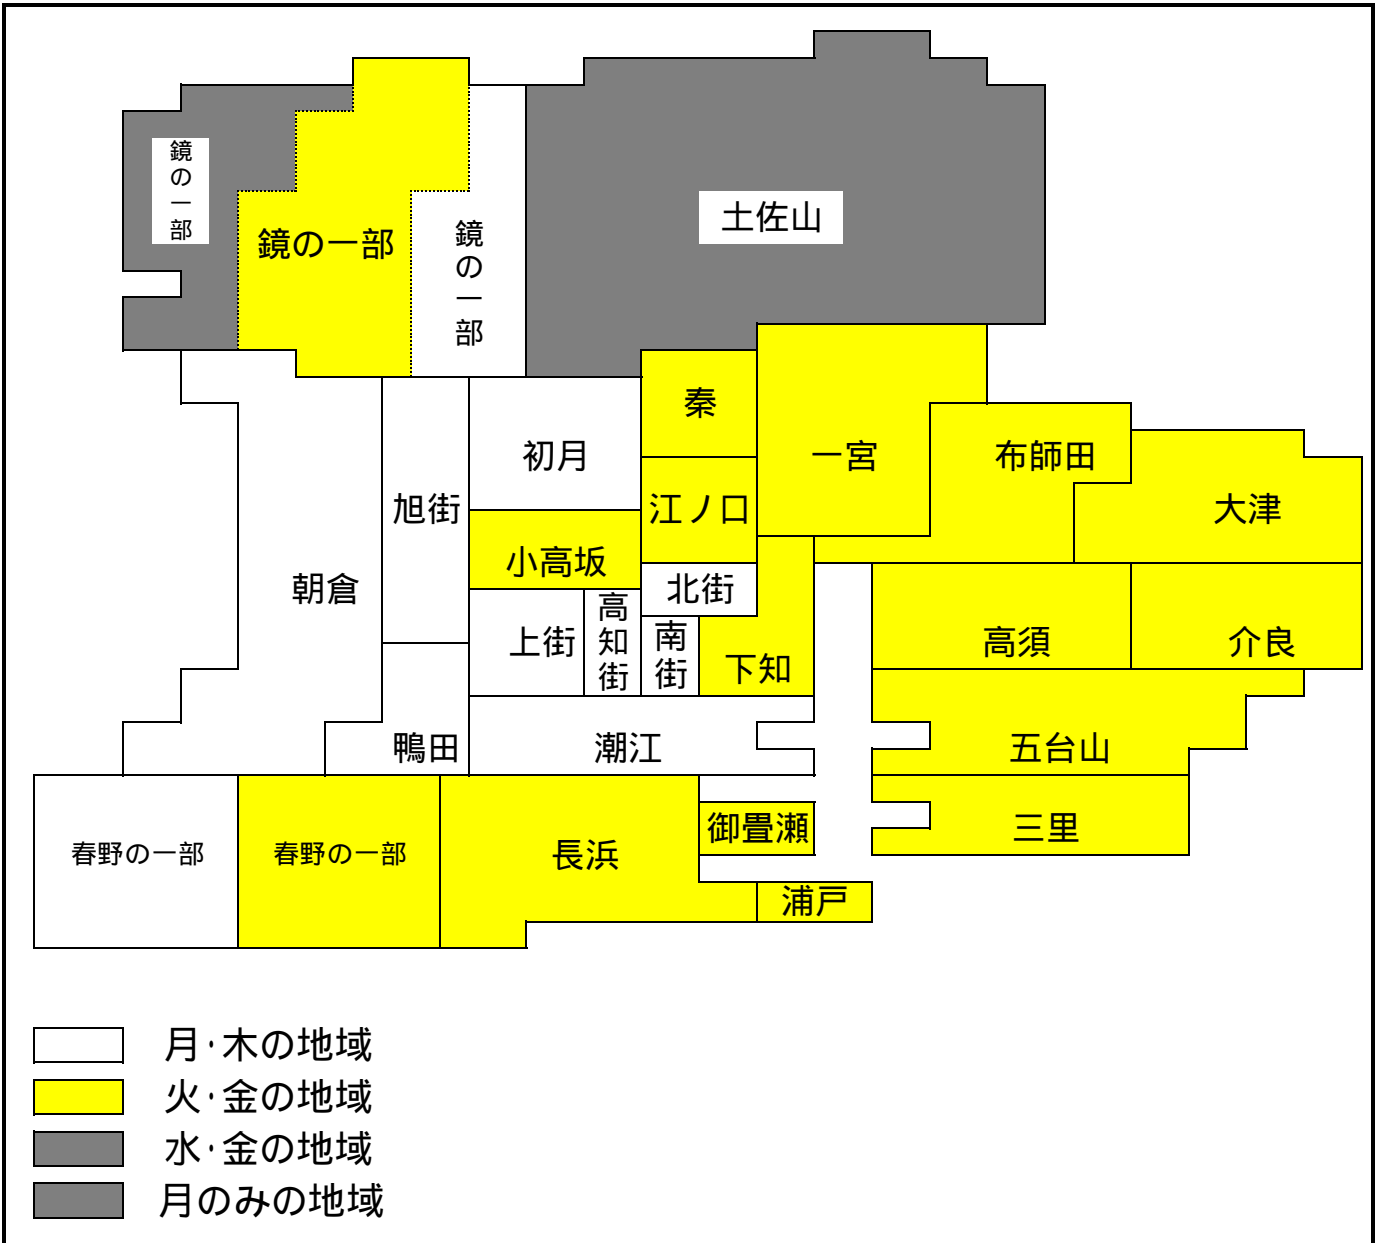 鏡の一部
鏡の一部
鏡の一部
土佐山
秦
初月
一宮
布師田
旭街
江ノ口
大津
小高坂
朝倉
北街
上街
高知街
南街
下知
高須
介良
鴨田
潮江
五台山
春野の一部
春野の一部
長浜
御畳瀬
三里
浦戸
月・木の地域
火・金の地域
水・金の地域
月のみの地域